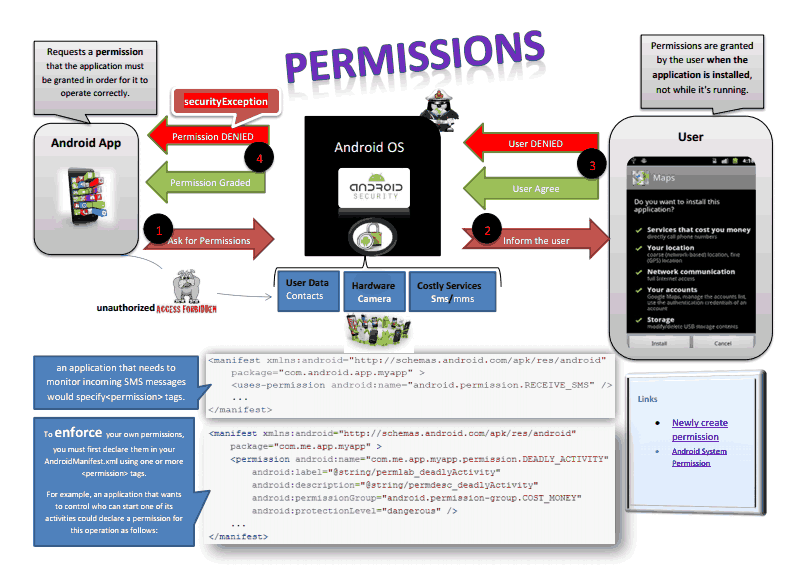 PERMISSIONS
Requests a permission
that the application must
be granted in order for it to
operate correctly.
Permissions are granted
by the user when the
application is installed,
not while it's running.
securityException
Android App
Permission DENIED
4
Permission Graded
1
Ask for Permissions
Android OS
ANDROID
SECURITY
User DENIED
3
User Agree
2
Inform the user
User
4:38
Maps
Do you want to install this
application?
Services that cost you money
directly call phone numbers
Your location
coarse (network-based) location, fine
(GPS) location
Network communication
full Internet access
Your accounts
Google Maps, manage the accounts list,
use the authentication credentials of an
account
Storage
modify/delete USB storage contents
Install
Cancel
unauthorized
ACCESS FORBIDDEN
User Data
Contacts
Hardware
Camera
Costly Services
Sms/mms
an application that needs to
monitor incoming SMS messages
would specify<permission> tags.
<manifest xmlns:android="http://schemas.android.com/apk/res/android"
package="com.android.app.myapp" >
<uses-permission android:name="android.permission.RECEIVE_SMS" />
...
</manifest>
To enforce your own permissions,
you must first declare them in your
AndroidManifest.xml using one or more
<permission> tags.
For example, an application that wants
to control who can start one of its
activities could declare a permission for
this operation as follows:
<manifest xmlns:android="http://schemas.android.com/apk/res/android"
package="com.me.app.myapp" >
<permission android:name="com.me.app.myapp.permission.DEADLY_ACTIVITY"
android:label="@string/permlab_deadlyActivity"
android:description="@string/permdesc_deadlyActivity"
android:permissionGroup="android.permission-group.COST_MONEY"
android:protectionLevel="dangerous" />
...
</manifest>
Links
Newly create
permission
Android System
Permission